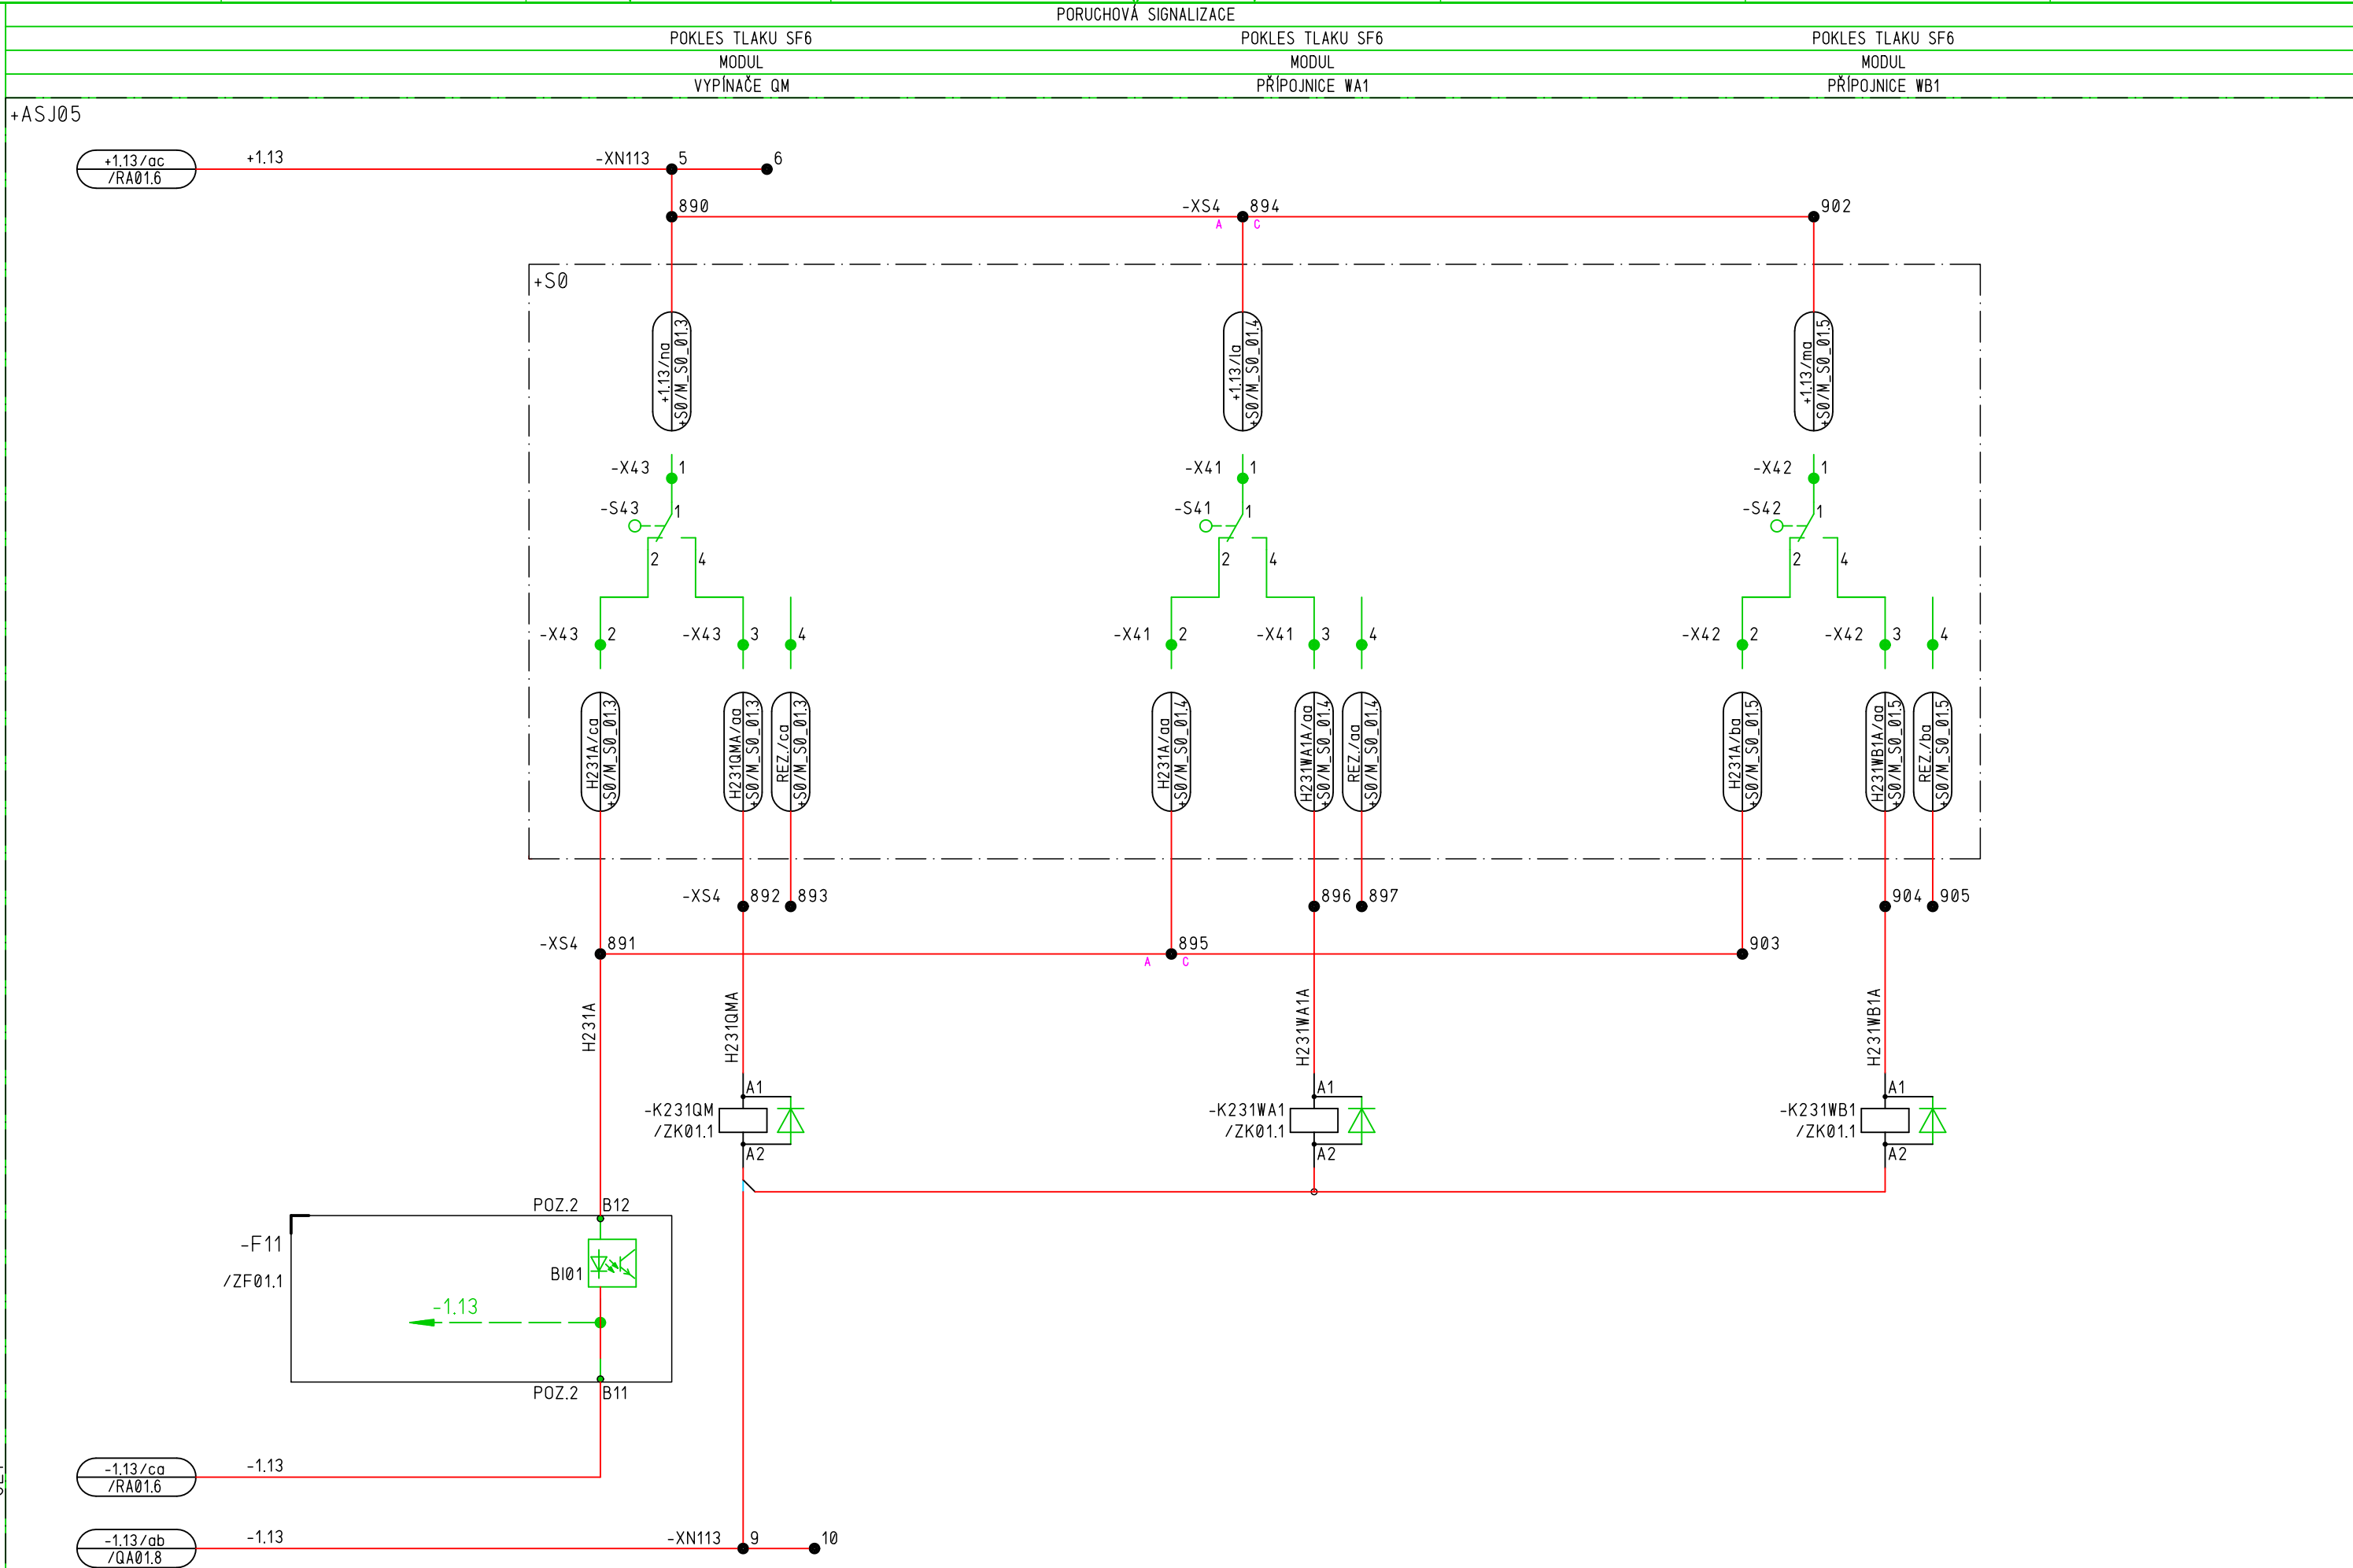 PORUCHOVÁ SIGNALIZACE
POKLES TLAKU SF6 POKLES TLAKU SF6 POKLES TLAKU SF6
MODUL MODUL MODUL
VYPÍNAČE QM PŘÍPOJNICE WA1 PŘÍPOJNICE WB1
+ASJ05
+1.13/ac +1.13 -XN113 5 6
/RA01.6
890 -XS4 894 902
A C
+S0
+1.13/na +1.13/la +1.13/ma
+S0/M_S0_01.3 +S0/M_S0_01.4 +S0/M_S0_01.5
-X43 1 -X41 1 -X42 1
-S43 1 -S41 1 -S42 1
2 4 2 4 2 4
-X43 2 -X43 3 4 -X41 2 -X41 3 4 -X42 2 -X42 3 4
H231A/ca H231QMA/aa REZ./ca H231A/aa H231WA1A/aa REZ./aa H231A/ba H231WB1A/aa REZ./ba
+S0/M_S0_01.3 +S0/M_S0_01.3 +S0/M_S0_01.3 +S0/M_S0_01.4 +S0/M_S0_01.4 +S0/M_S0_01.4 +S0/M_S0_01.5 +S0/M_S0_01.5 +S0/M_S0_01.5
-XS4 892 893 896 897 904 905
-XS4 891 895 903
A C
H231A H231QMA H231WA1A H231WB1A
A1 A1 A1
-K231QM -K231WA1 -K231WB1
/ZK01.1 /ZK01.1 /ZK01.1
A2 A2 A2
POZ.2 B12
-F11
/ZF01.1
BI01
-1.13
POZ.2 B11
-1.13/ca -1.13
/RA01.6
-1.13/ab -1.13 -XN113 9 10
/QA01.8